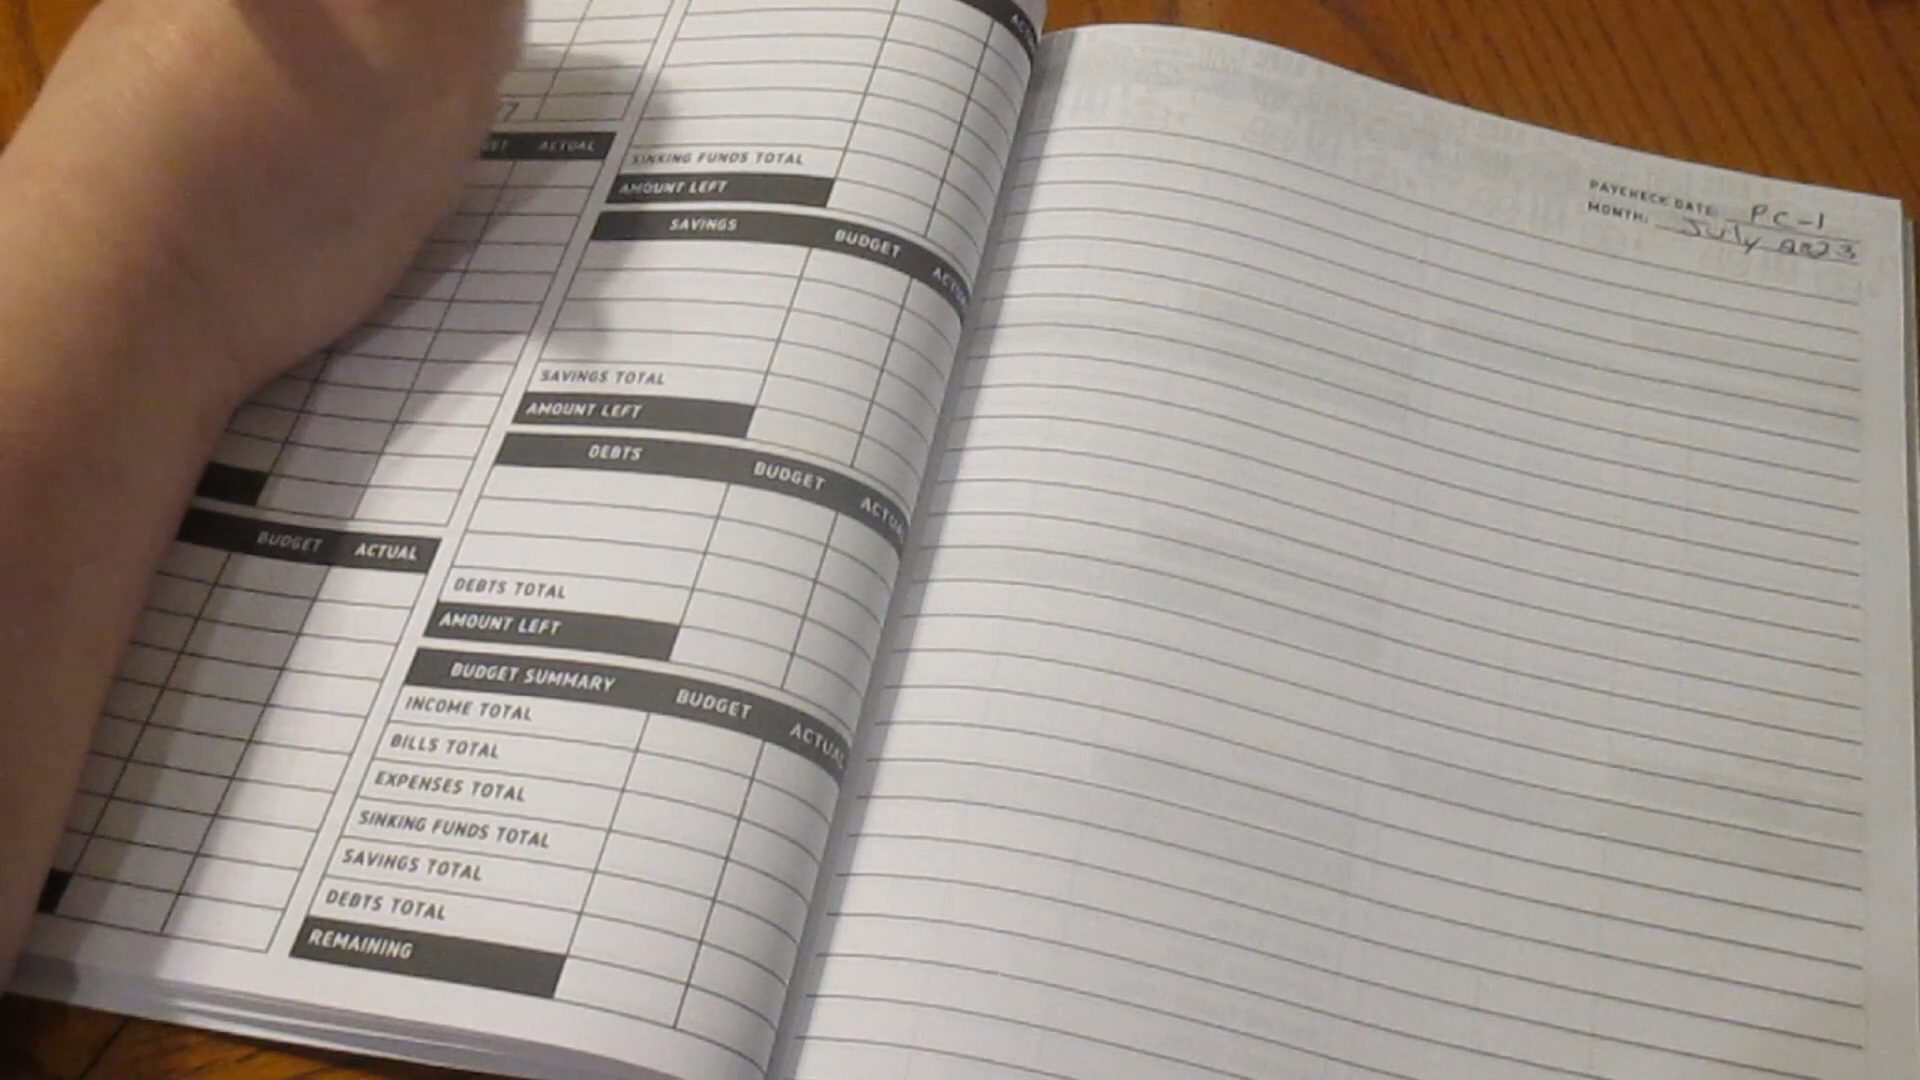 ACTUAL
SINKING FUNDS TOTAL
AMOUNT LEFT
SAVINGS BUDGET
SAVINGS TOTAL
AMOUNT LEFT
DEBTS BUDGET
DEBTS TOTAL
AMOUNT LEFT
BUDGET SUMMARY BUDGET ACTUAL
INCOME TOTAL
BILLS TOTAL
EXPENSES TOTAL
SINKING FUNDS TOTAL
SAVINGS TOTAL
DEBTS TOTAL
REMAINING
BUDGET ACTUAL
PAYCHECK DATE: PC-1
MONTH: July 2023